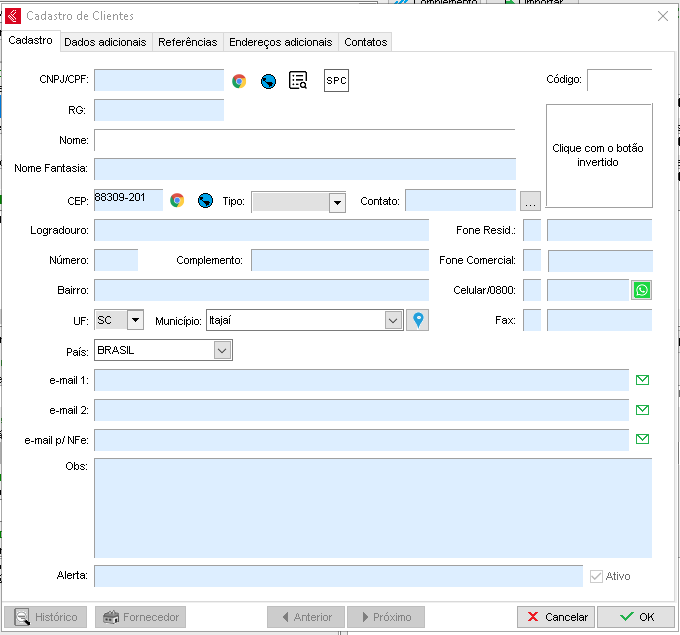 Complemento Importar
Cadastro de Clientes
Cadastro Dados adicionais Referências Endereços adicionais Contatos
CNPJ/CPF: SPC Código:
RG:
Clique com o botão
invertido
Nome:
Nome Fantasia:
CEP: 88309-201 Tipo: Contato: ...
Logradouro: Fone Resid.:
Número: Complemento: Fone Comercial:
Bairro: Celular/0800:
UF: SC Município: Itajaí Fax:
País: BRASIL
e-mail 1:
e-mail 2:
e-mail p/ NFe:
Obs:
Alerta: Ativo
Histórico Fornecedor Anterior Próximo Cancelar OK